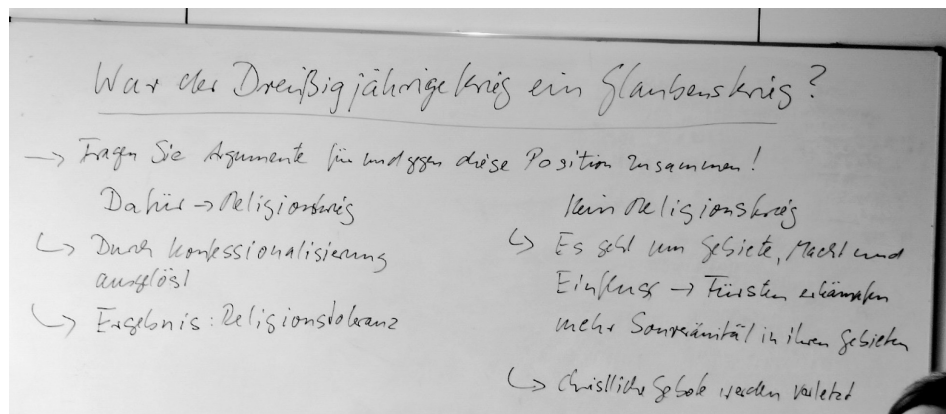 War der Dreißigjährige Krieg ein Glaubenskrieg?
→ Tragen Sie Argumente für und gegen diese Position zusammen!
Dafür → Religionskrieg
↳ Durch Konfessionalisierung
ausgelöst
↳ Ergebnis: Religionstoleranz
Kein Religionskrieg
↳ Es geht um Gebiete, Macht und
Einfluss → Fürsten erkämpfen
mehr Souveränität in ihren Gebieten
↳ Christliche Gebote werden verletzt